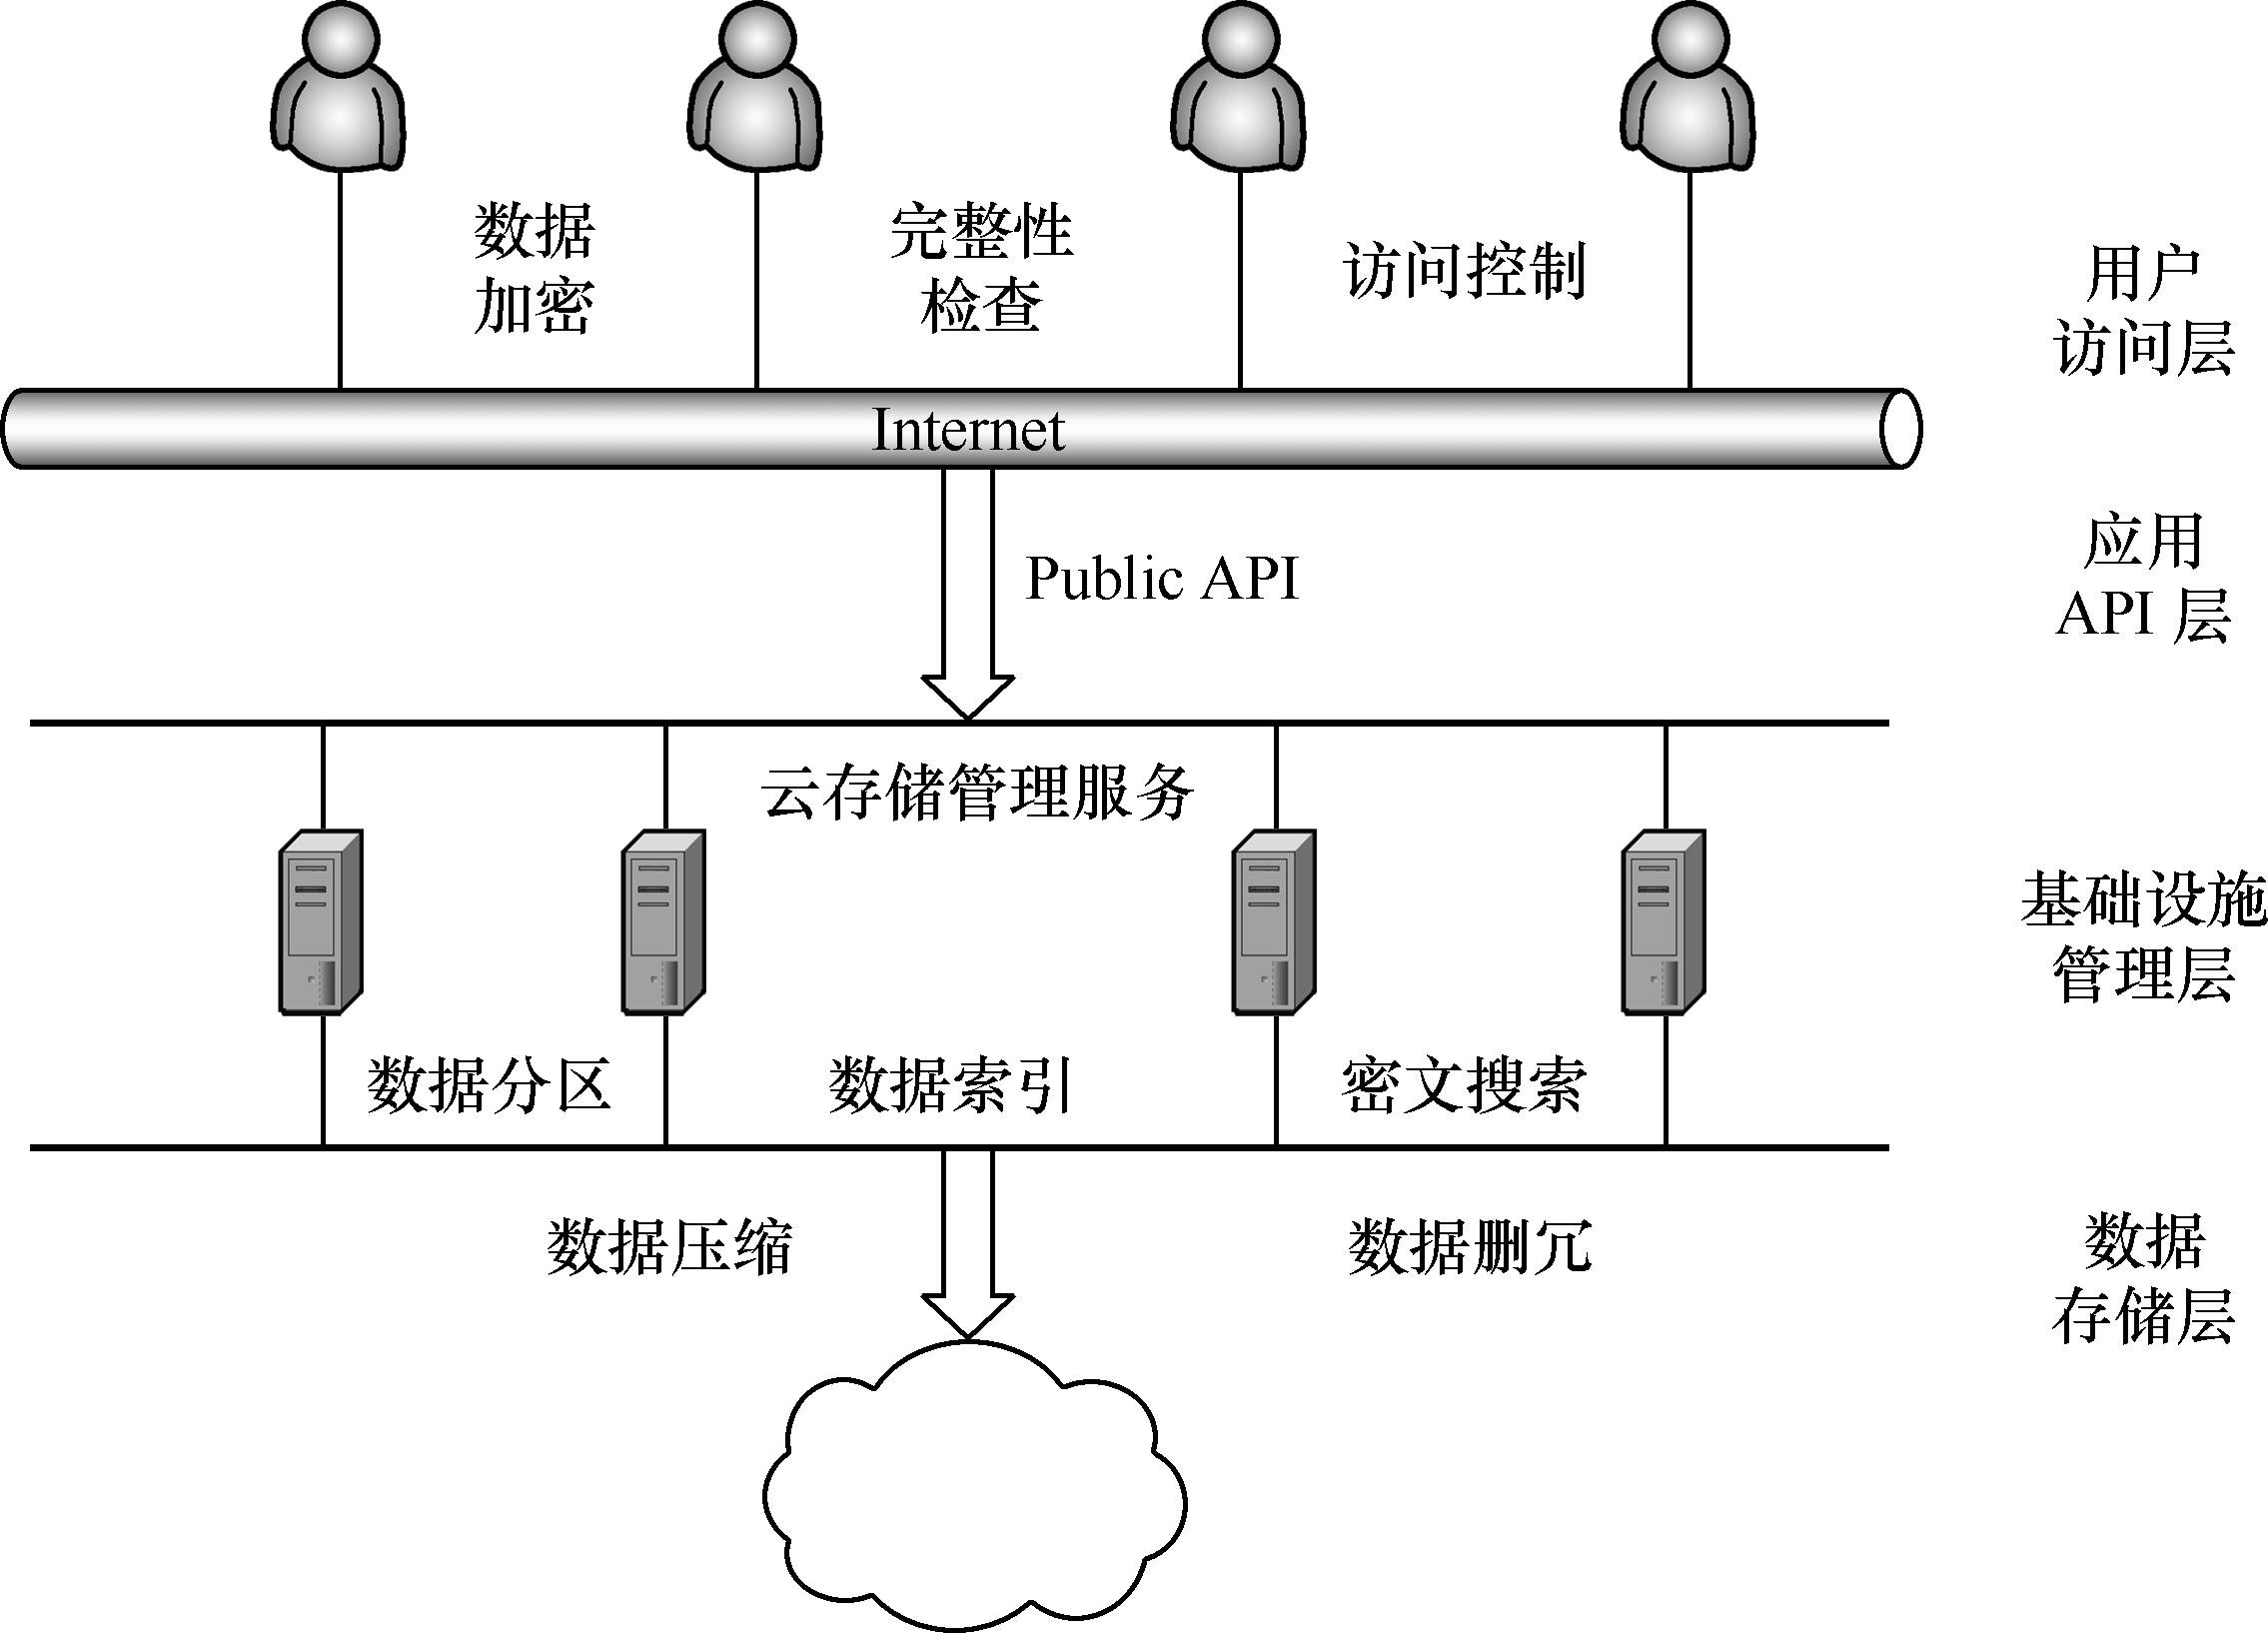 数据
加密
完整性
检查
访问控制
用户
访问层
Internet
Public API
应用
API 层
云存储管理服务
基础设施
管理层
数据分区
数据索引
密文搜索
数据压缩
数据删冗
数据
存储层